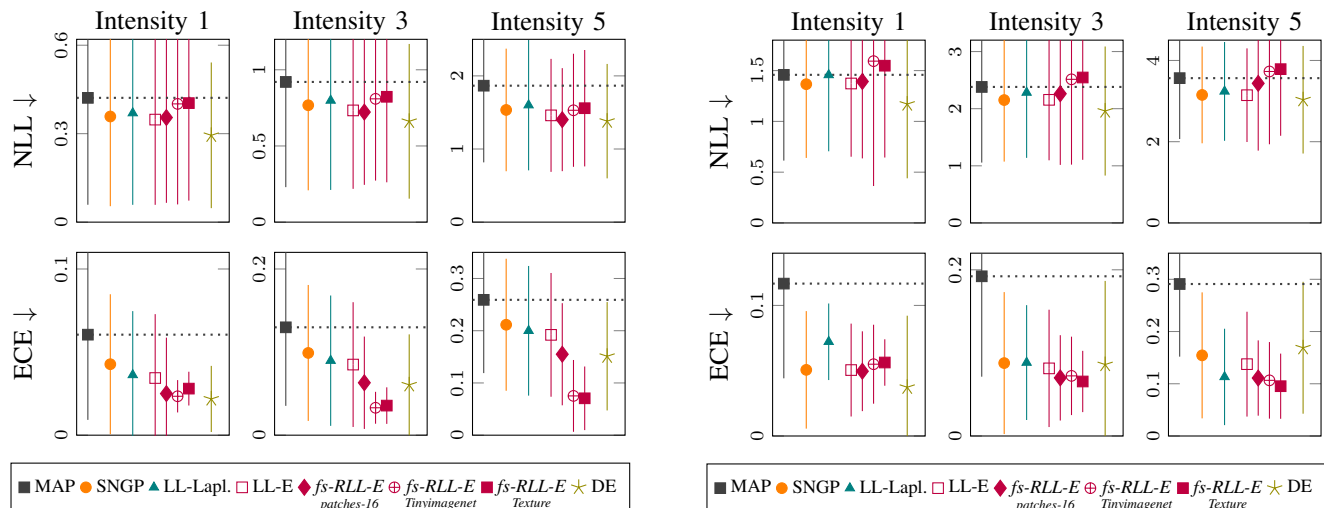 Intensity 1 Intensity 3 Intensity 5 Intensity 1 Intensity 3 Intensity 5
NLL ↓ 0 0.3 0.6 0 0.5 1 0 1 2 NLL ↓ 0 0.5 1 1.5 0 1 2 3 2 4
ECE ↓ 0 0.1 0 0.2 0 0.1 0.2 0.3 ECE ↓ 0 0.1 0 0.2 0 0.1 0.2 0.3
MAP SNGP LL-Lapl. LL-E fs-RLL-E fs-RLL-E fs-RLL-E DE MAP SNGP LL-Lapl. LL-E fs-RLL-E fs-RLL-E fs-RLL-E DE
patches-16 Tinyimagenet Texture patches-16 Tinyimagenet Texture